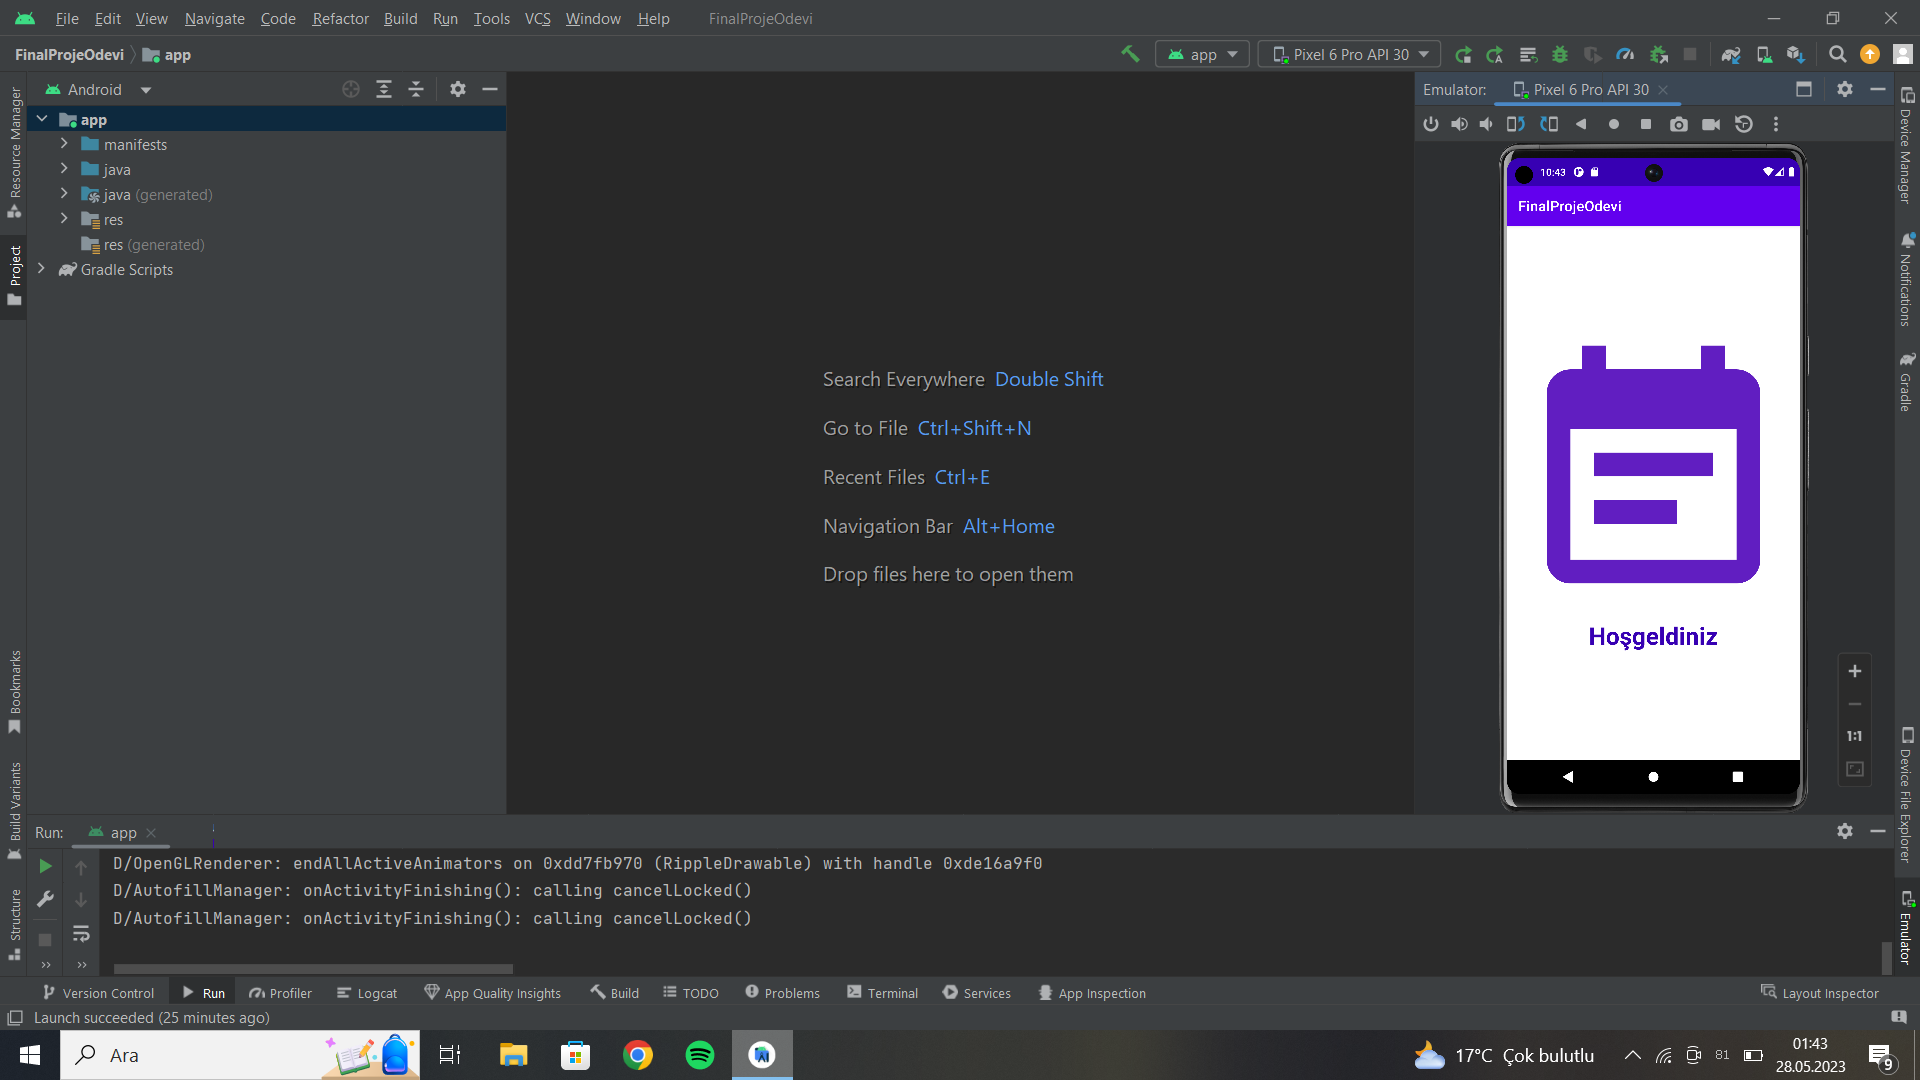 File Edit View Navigate Code Refactor Build Run Tools VCS Window Help FinalProjeOdevi
FinalProjeOdevi app
app Pixel 6 Pro API 30
Resource Manager
Project
Bookmarks
Build Variants
Structure
Android
app
manifests
java
java (generated)
res
res (generated)
Gradle Scripts
Search Everywhere Double Shift
Go to File Ctrl+Shift+N
Recent Files Ctrl+E
Navigation Bar Alt+Home
Drop files here to open them
Emulator: Pixel 6 Pro API 30
10:43
FinalProjeOdevi
Hoşgeldiniz
1:1
Device Manager
Notifications
Gradle
Device File Explorer
Emulator
Run: app
D/OpenGLRenderer: endAllActiveAnimators on 0xdd7fb970 (RippleDrawable) with handle 0xde16a9f0
D/AutofillManager: onActivityFinishing(): calling cancelLocked()
D/AutofillManager: onActivityFinishing(): calling cancelLocked()
Version Control Run Profiler Logcat App Quality Insights Build TODO Problems Terminal Services App Inspection Layout Inspector
Launch succeeded (25 minutes ago)
Ara
17°C Çok bulutlu
81
01:43
28.05.2023
9